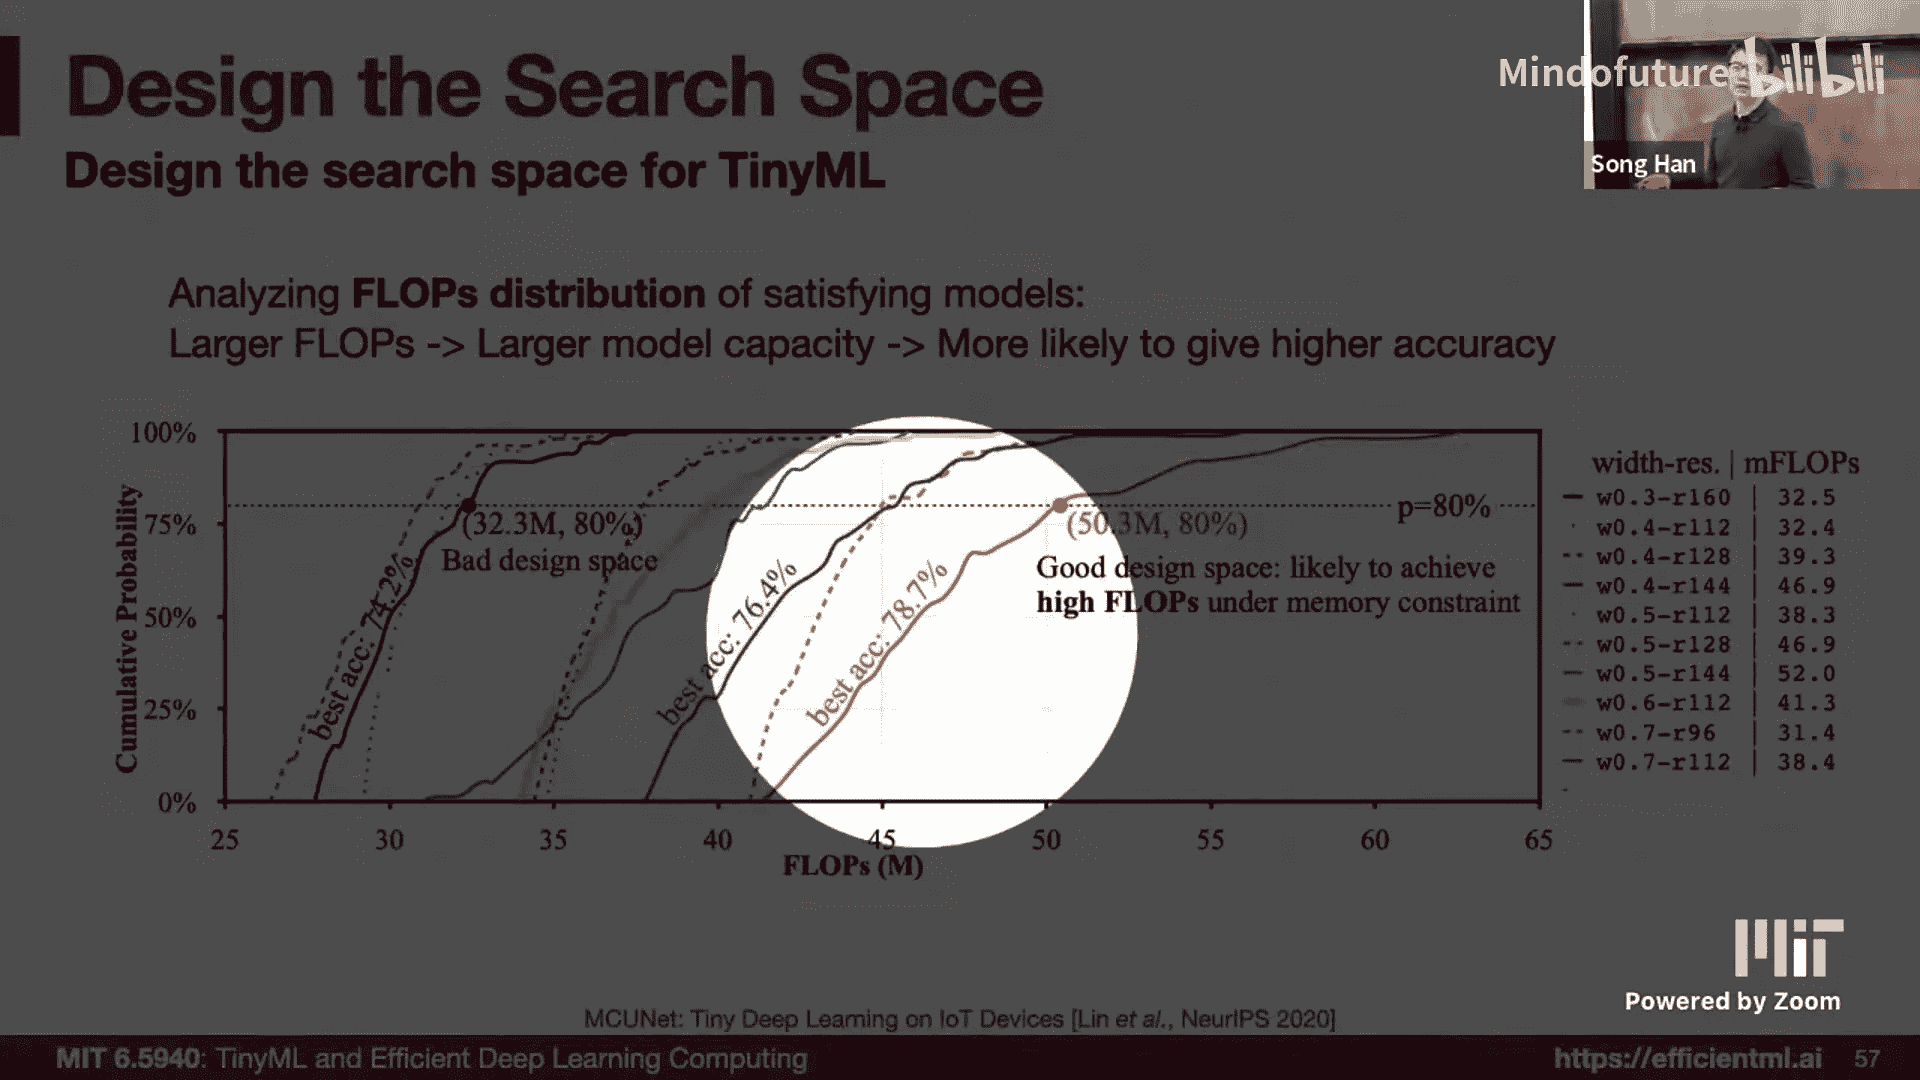 Design the Search Space
Design the search space for TinyML
Mindofuture bilibili
Song Han
Analyzing FLOPs distribution of satisfying models:
Larger FLOPs -> Larger model capacity -> More likely to give higher accuracy
Cumulative Probability
100%
75%
50%
25%
0%
25
30
35
40
45
50
55
60
65
FLOPs (M)
p=80%
(32.3M, 80%)
Bad design space
best acc: 74.2%
best acc: 76.4%
best acc: 78.7%
(50.3M, 80%)
Good design space: likely to achieve
high FLOPs under memory constraint
width-res. | mFLOPs
w0.3-r160 | 32.5
w0.4-r112 | 32.4
w0.4-r128 | 39.3
w0.4-r144 | 46.9
w0.5-r112 | 38.3
w0.5-r128 | 46.9
w0.5-r144 | 52.0
w0.6-r112 | 41.3
w0.7-r96 | 31.4
w0.7-r112 | 38.4
MIT
Powered by Zoom
MCUNet: Tiny Deep Learning on IoT Devices [Lin et al., NeurIPS 2020]
MIT 6.5940: TinyML and Efficient Deep Learning Computing
https://efficientml.ai 57